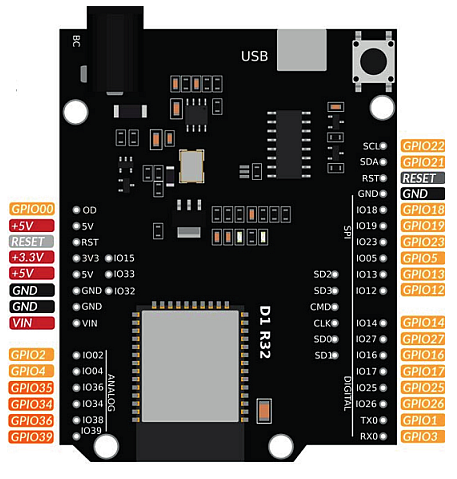 BC
USB
SCL GPIO22
SDA GPIO21
RST RESET
GND GND
GPIO00 OD IO18 GPIO18
+5V 5V IO19 GPIO19
RESET RST IO23 GPIO23
+3.3V 3V3 IO15 IO05 GPIO5
+5V 5V IO33 SD2 IO13 GPIO13
GND GND IO32 SD3 IO12 GPIO12
GND GND CMD
VIN VIN CLK IO14 GPIO14
SD0 IO27 GPIO27
GPIO2 IO02 SD1 IO16 GPIO16
GPIO4 IO04 IO17 GPIO17
GPIO35 IO36 IO25 GPIO25
GPIO34 IO34 IO26 GPIO26
GPIO36 IO38 TX0 GPIO1
GPIO39 IO39 RX0 GPIO3
SPI
D1 R32
ANALOG
DIGITAL